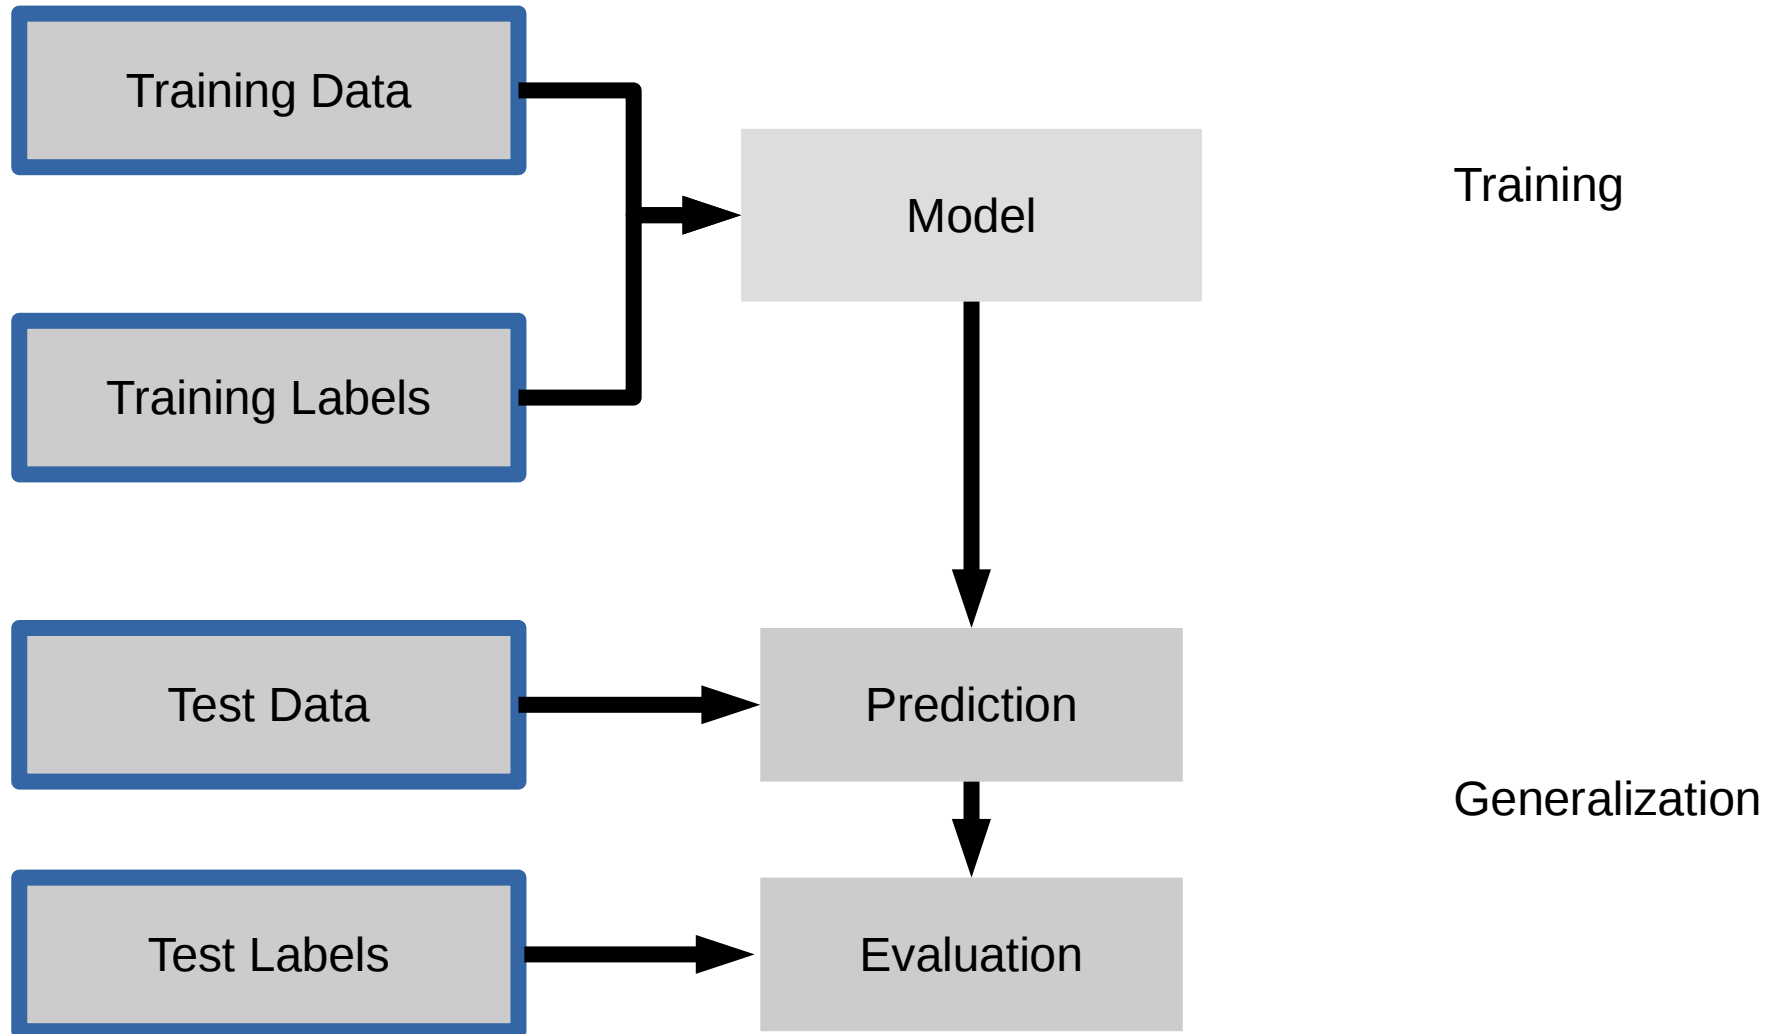 Training Data
Model
Training
Training Labels
Test Data
Prediction
Generalization
Test Labels
Evaluation